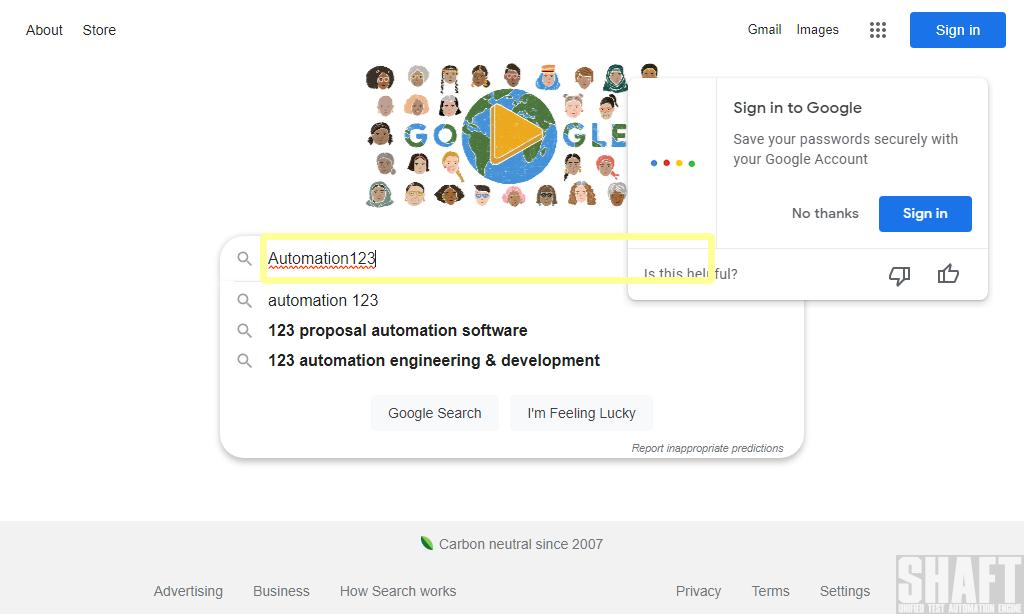 About Store
Gmail Images
Sign in
GO GLE
Sign in to Google
Save your passwords securely with
your Google Account
No thanks Sign in
Is this helpful?
Automation123
automation 123
123 proposal automation software
123 automation engineering & development
Google Search I'm Feeling Lucky
Report inappropriate predictions
Carbon neutral since 2007
Advertising Business How Search works
Privacy Terms Settings
SHAFT
UNIFIED TEST AUTOMATION ENGINE